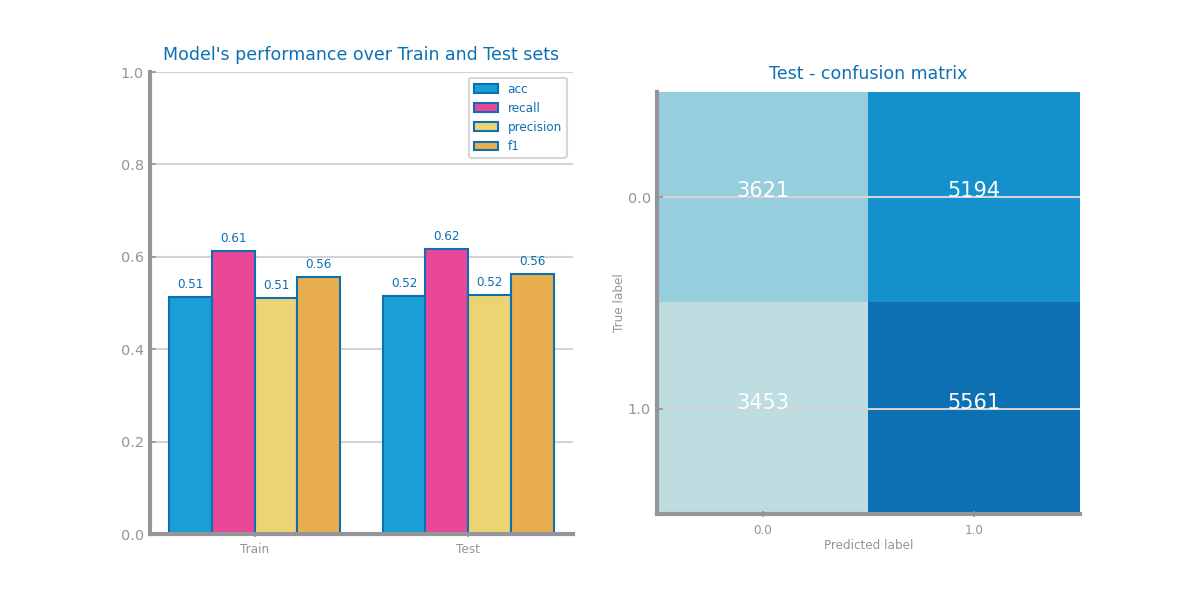 Model's performance over Train and Test sets
1.0
0.8
0.6
0.4
0.2
0.0
acc
recall
precision
f1
0.51
0.61
0.51
0.56
0.52
0.62
0.52
0.56
Train
Test
Test - confusion matrix
True label
0.0
1.0
3621
5194
3453
5561
0.0
1.0
Predicted label